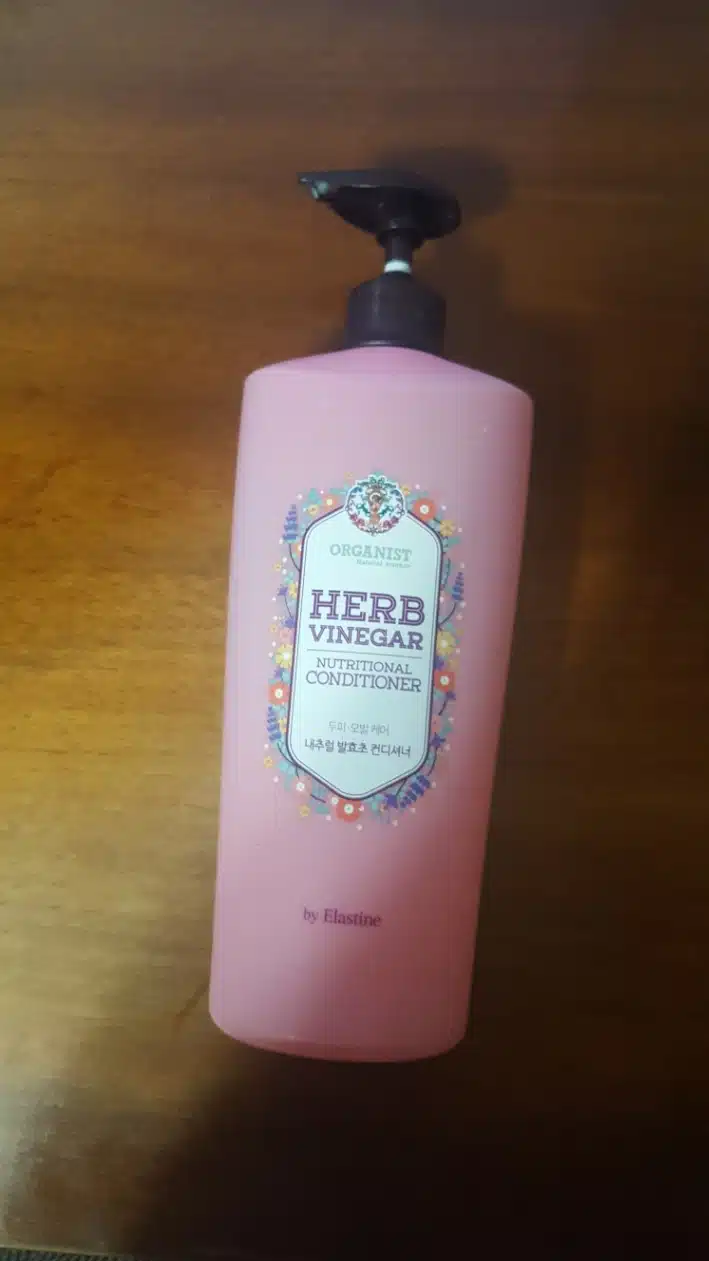 ORGANIST
HERB
VINEGAR
NUTRITIONAL
CONDITIONER
두피·모발 케어
내추럴 발효초 컨디셔너
by Elastine